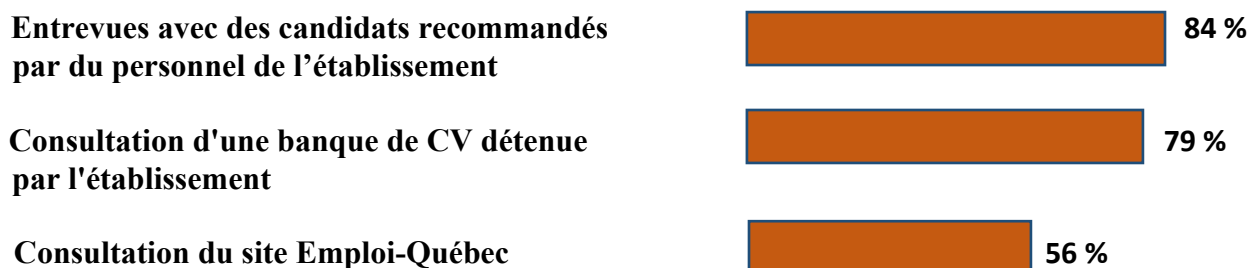 Entrevues avec des candidats recommandés
par du personnel de l’établissement
84 %
Consultation d'une banque de CV détenue
par l'établissement
79 %
Consultation du site Emploi-Québec
56 %